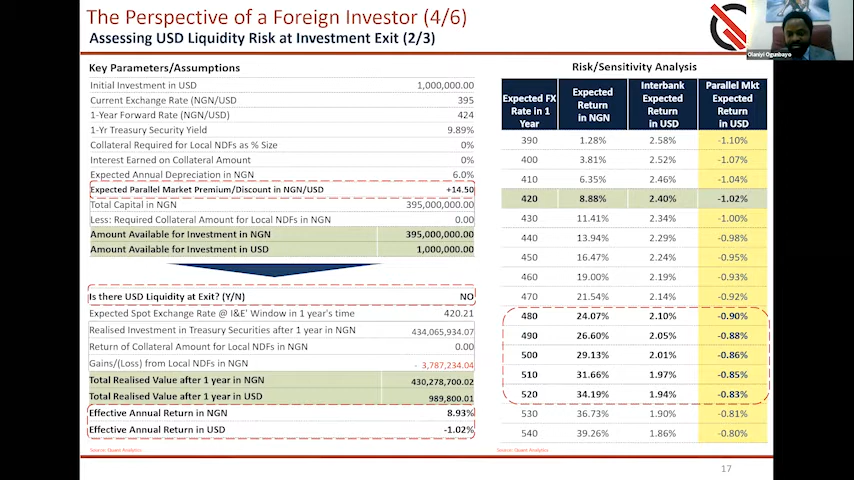 The Perspective of a Foreign Investor (4/6)
Assessing USD Liquidity Risk at Investment Exit (2/3)
Olaniyi Ogunbayo
Key Parameters/Assumptions
Initial Investment in USD 1,000,000.00
Current Exchange Rate (NGN/USD 395
1-Year Forward Rate (NGN/USD) 424
1-Yr Treasury Security Yield 9.89%
Collateral Required for Local NDFs as % Size 0%
Interest Earned on Collateral Amount 0%
Expected Annual Depreciation in NGN 6.0%
Expected Parallel Market Premium/Discount in NGN/USD +14.50
Total Capital in NGN 395,000,000.00
Less: Required Collateral Amount for Local NDFs in NGN 0.00
Amount Available for Investment in NGN 395,000,000.00
Amount Available for Investment in USD 1,000,000.00
Is there USD Liquidity at Exit? (Y/N) NO
Expected Spot Exchange Rate @ I&E' Window in 1 year's time 420.21
Realised Investment in Treasury Securities after 1 year in NGN 434,065,934.07
Return of Collateral Amount for Local NDFs in NGN 0.00
Gains/(Loss) from Local NDFs in NGN - 3,787,234.04
Total Realised Value after 1 year in NGN 430,278,700.02
Total Realised Value after 1 year in USD 989,800.01
Effective Annual Return in NGN 8.93%
Effective Annual Return in USD -1.02%
Source: Quant Analytics
Risk/Sensitivity Analysis
Expected FX Rate in 1 Year Expected Return in NGN Interbank Expected Return in USD Parallel Mkt Expected Return in USD
390 1.28% 2.58% -1.10%
400 3.81% 2.52% -1.07%
410 6.35% 2.46% -1.04%
420 8.88% 2.40% -1.02%
430 11.41% 2.34% -1.00%
440 13.94% 2.29% -0.98%
450 16.47% 2.24% -0.95%
460 19.00% 2.19% -0.93%
470 21.54% 2.14% -0.92%
480 24.07% 2.10% -0.90%
490 26.60% 2.05% -0.88%
500 29.13% 2.01% -0.86%
510 31.66% 1.97% -0.85%
520 34.19% 1.94% -0.83%
530 36.73% 1.90% -0.81%
540 39.26% 1.86% -0.80%
Source: Quant Analytics
17